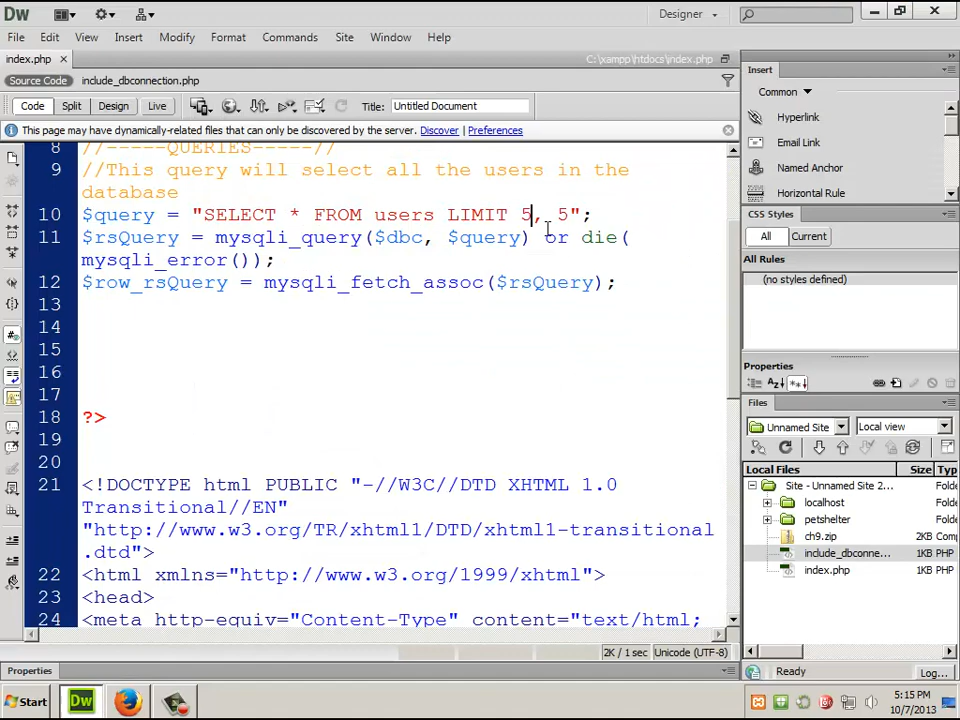 Dw
Designer
File Edit View Insert Modify Format Commands Site Window Help
index.php
C:\xampp\htdocs\index.php
Source Code include_dbconnection.php
Code Split Design Live Title: Untitled Document
This page may have dynamically-related files that can only be discovered by the server. Discover | Preferences
8 //-----QUERIES-----//
9 //This query will select all the users in the
database
10 $query = "SELECT * FROM users LIMIT 5, 5";
11 $rsQuery = mysqli_query($dbc, $query) or die(
mysqli_error());
12 $row_rsQuery = mysqli_fetch_assoc($rsQuery);
13
14
15
16
17
18 ?>
19
20
21 <!DOCTYPE html PUBLIC "-//W3C//DTD XHTML 1.0
Transitional//EN"
"http://www.w3.org/TR/xhtml1/DTD/xhtml1-transitional
.dtd">
22 <html xmlns="http://www.w3.org/1999/xhtml">
23 <head>
24 <meta http-equiv="Content-Type" content="text/html;
2K / 1 sec Unicode (UTF-8)
Properties
Insert
Common
Hyperlink
Email Link
Named Anchor
Horizontal Rule
CSS Styles
All Current
All Rules
(no styles defined)
Properties
Files
Unnamed Site Local view
Local Files Size Typ
Site - Unnamed Site 2... Folde
localhost Folde
petshelter Folde
ch9.zip 2KB Comp
include_dbconne... 1KB PHP
index.php 1KB PHP
Ready Log...
Start Dw
5:15 PM
10/7/2013